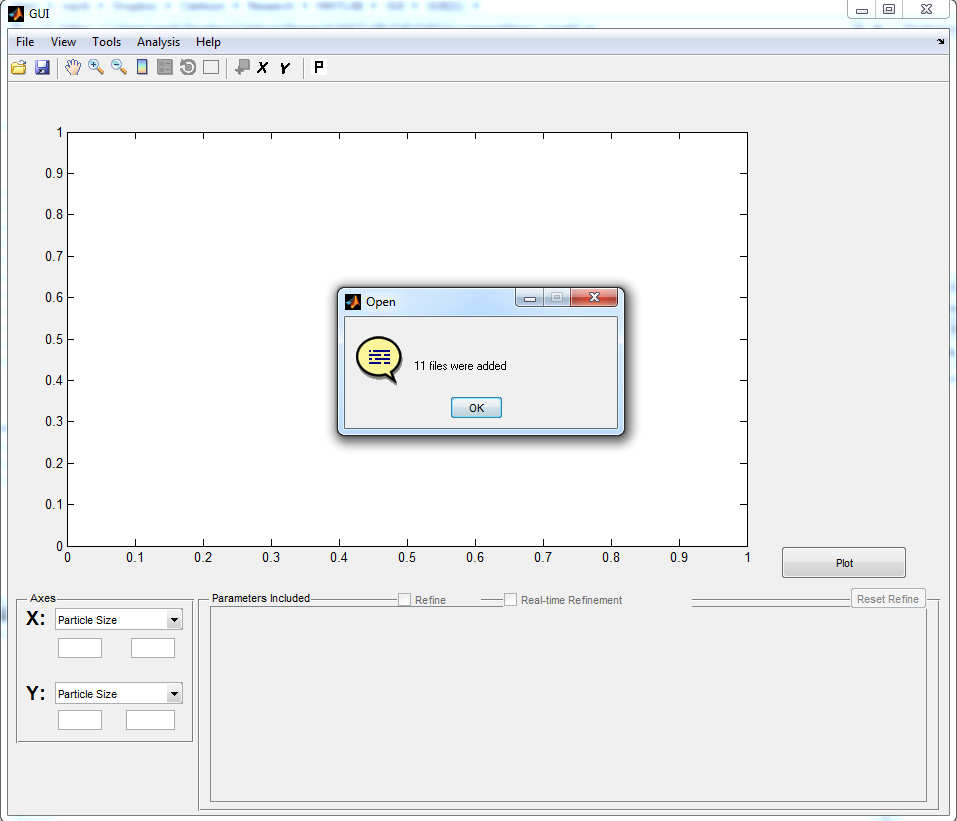 GUI
File View Tools Analysis Help
X Y P
1
0.9
0.8
0.7
0.6
0.5
0.4
0.3
0.2
0.1
0
0 0.1 0.2 0.3 0.4 0.5 0.6 0.7 0.8 0.9 1
Open
11 files were added
OK
Plot
Axes
X: Particle Size
Y: Particle Size
Parameters Included Refine Real-time Refinement Reset Refine